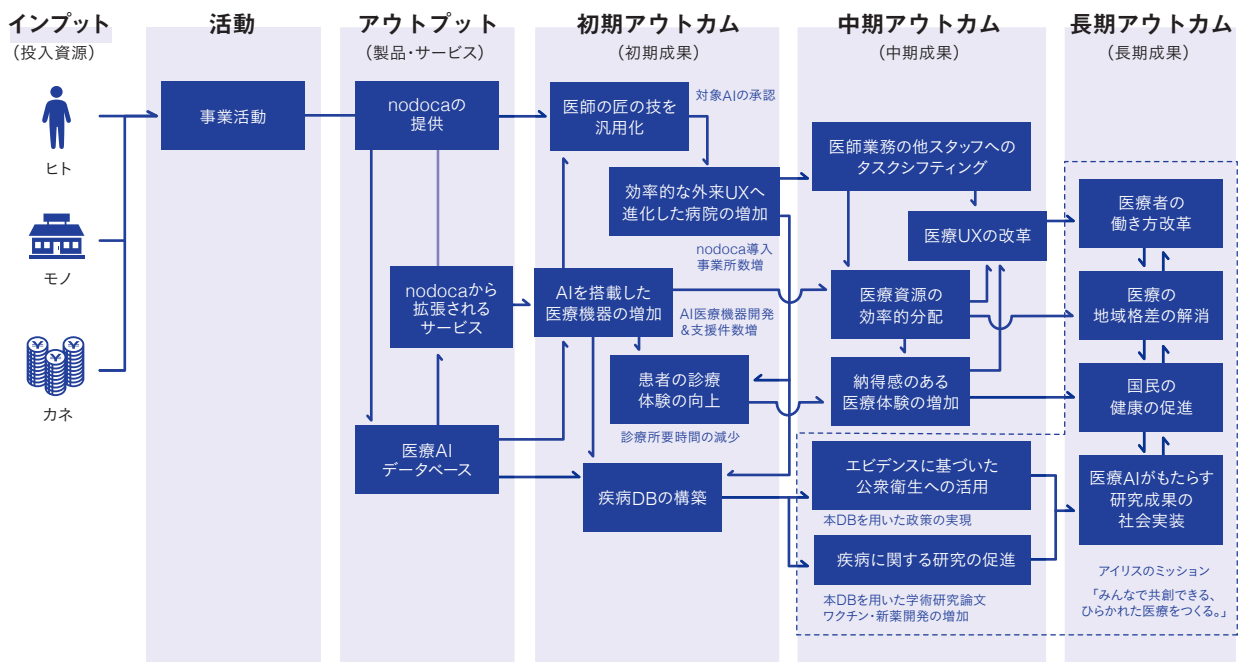 インプット
（投入資源）
活動
アウトプット
（製品・サービス）
初期アウトカム
（初期成果）
中期アウトカム
（中期成果）
長期アウトカム
（長期成果）
ヒト
モノ
カネ
事業活動
nodocaの
提供
nodocaから
拡張される
サービス
医療AI
データベース
医師の匠の技を
汎用化
対象AIの承認
効率的な外来UXへ
進化した病院の増加
nodoca導入
事業所数増
AIを搭載した
医療機器の増加
AI医療機器開発
＆支援件数増
患者の診療
体験の向上
診療所要時間の減少
疾病DBの構築
医師業務の他スタッフへの
タスクシフティング
医療UXの改革
医療資源の
効率的分配
納得感のある
医療体験の増加
エビデンスに基づいた
公衆衛生への活用
本DBを用いた政策の実現
疾病に関する研究の促進
本DBを用いた学術研究論文
ワクチン・新薬開発の増加
医療者の
働き方改革
医療の
地域格差の解消
国民の
健康の促進
医療AIがもたらす
研究成果の
社会実装
アイリスのミッション
「みんなで共創できる、
ひらかれた医療をつくる。」